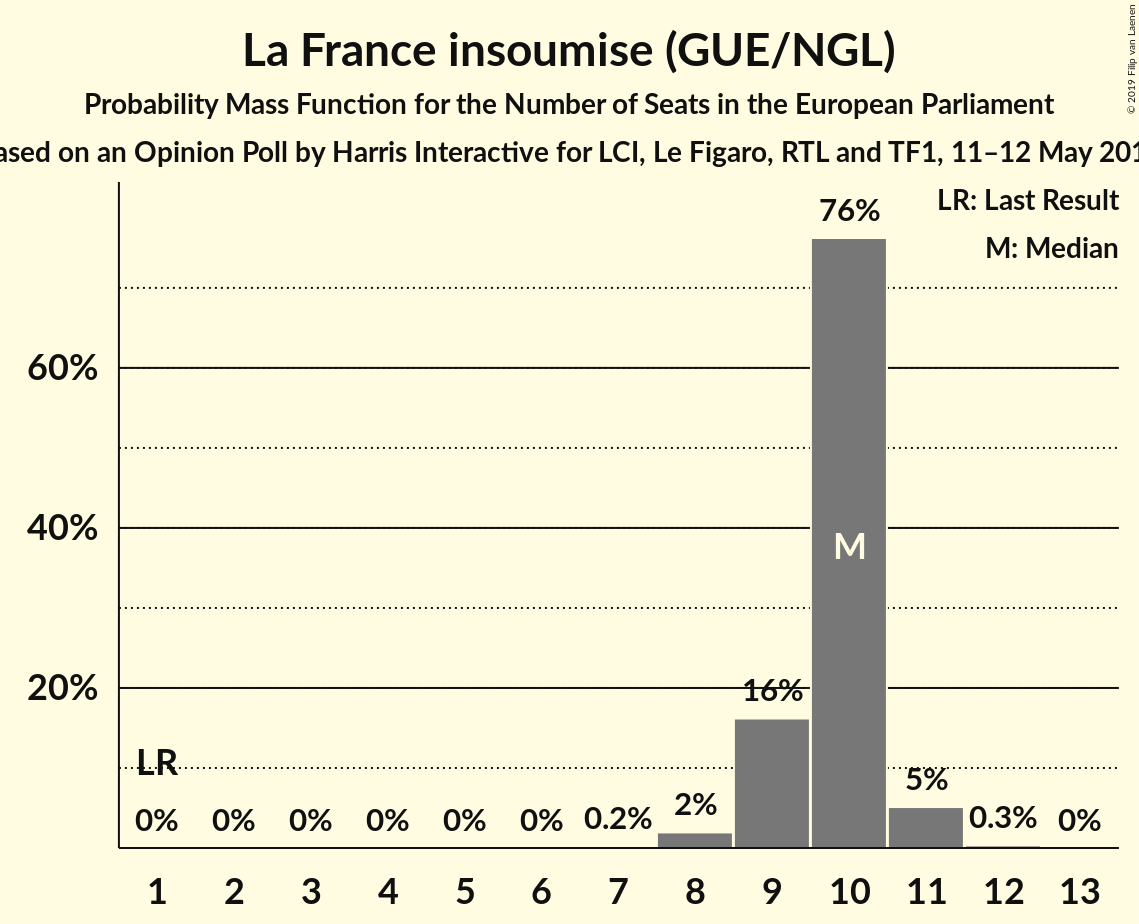 La France insoumise (GUE/NGL)
Probability Mass Function for the Number of Seats in the European Parliament
ased on an Opinion Poll by Harris Interactive for LCI, Le Figaro, RTL and TF1, 11–12 May 201
© 2019 Filip van Laenen
LR: Last Result
M: Median
76%
60%
40%
M
20%
16%
LR
5%
2%
0% 0% 0% 0% 0% 0% 0.2% 0.3% 0%
1 2 3 4 5 6 7 8 9 10 11 12 13